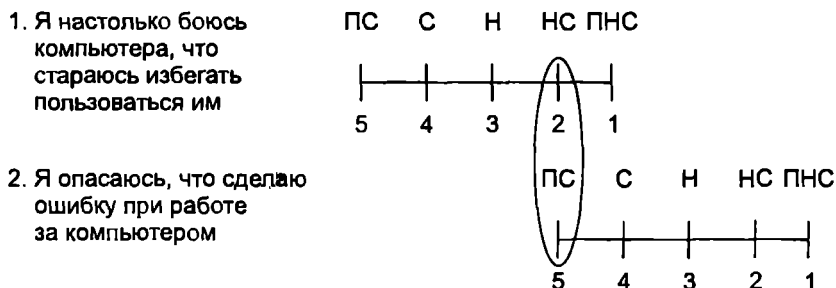 1. Я настолько боюсь
компьютера, что
стараюсь избегать
пользоваться им
ПС С Н НС ПНС
5 4 3 2 1
2. Я опасаюсь, что сделаю
ошибку при работе
за компьютером
ПС С Н НС ПНС
5 4 3 2 1